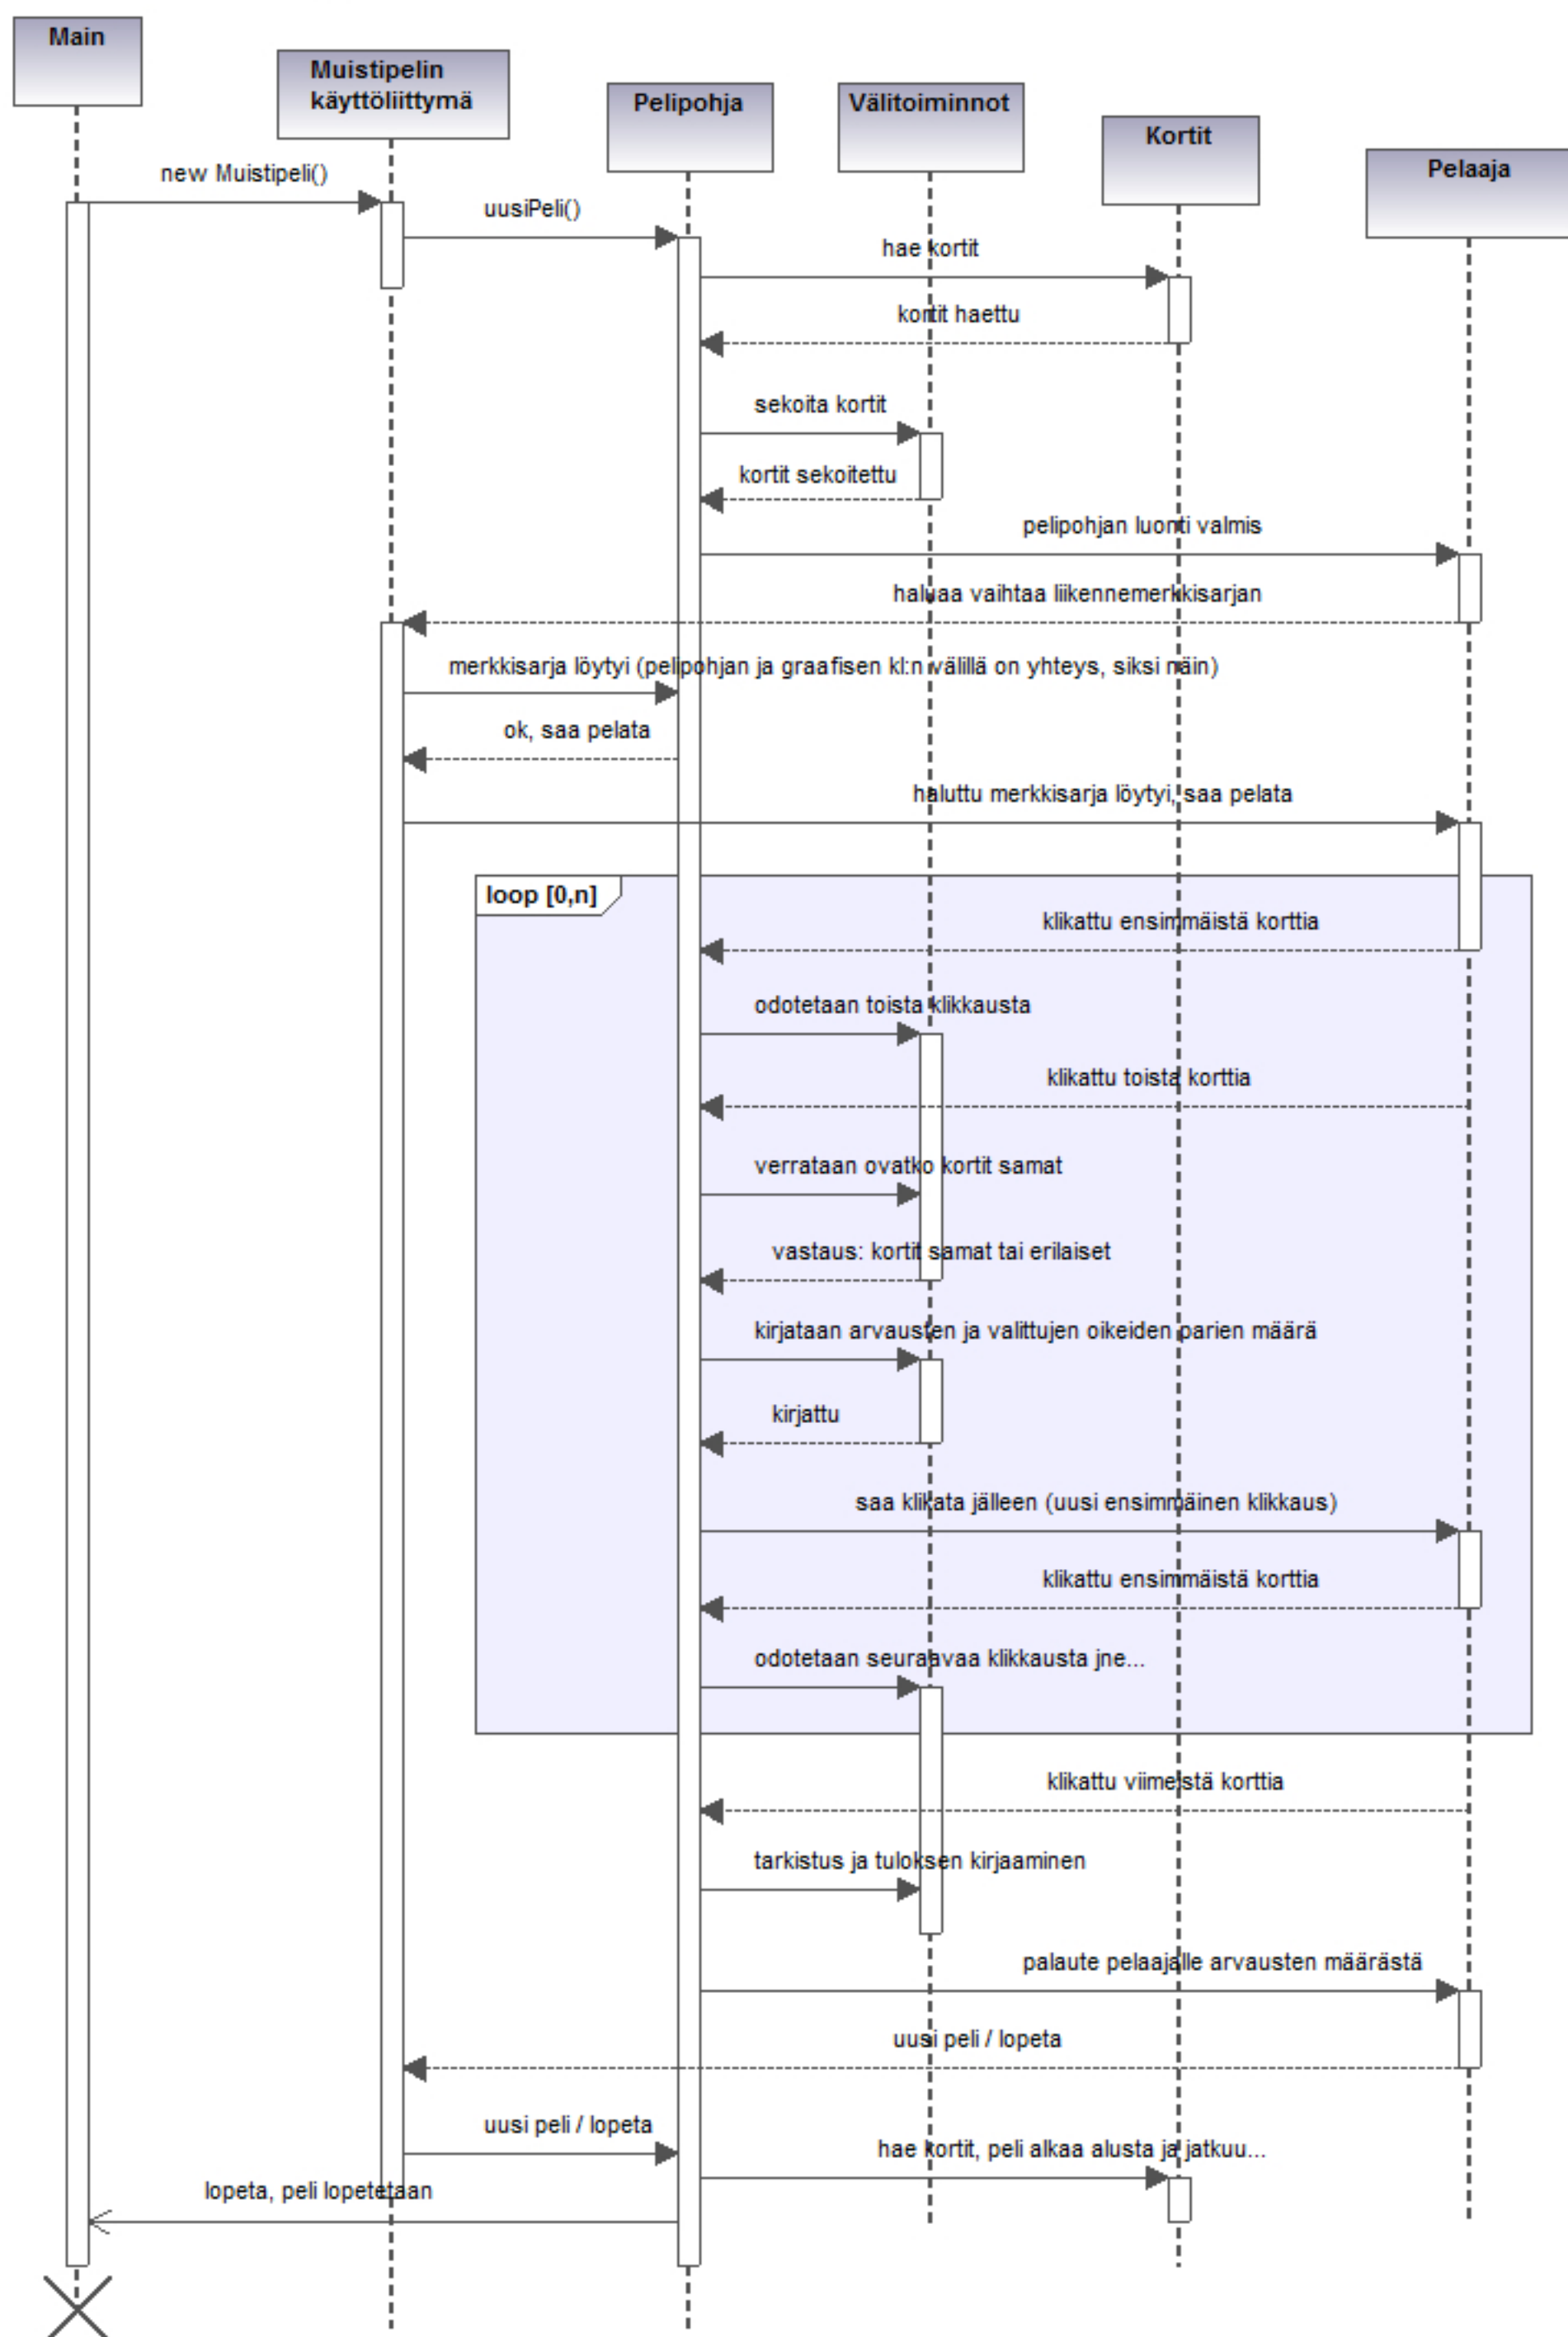 Main
Muistipelin
käyttöliittymä
Pelipohja
Välitoiminnot
Kortit
Pelaaja
new Muistipeli()
uusiPeli()
hae kortit
kortit haettu
sekoita kortit
kortit sekoitettu
pelipohjan luonti valmis
haluaa vaihtaa liikennemerkkisarjan
merkkisarja löytyi (pelipohjan ja graafisen kl:n välillä on yhteys, siksi näin)
ok, saa pelata
haluttu merkkisarja löytyi, saa pelata
loop [0,n]
klikattu ensimmäistä korttia
odotetaan toista klikkausta
klikattu toista korttia
verrataan ovatko kortit samat
vastaus: kortit samat tai erilaiset
kirjataan arvausten ja valittujen oikeiden parien määrä
kirjattu
saa klikata jälleen (uusi ensimmäinen klikkaus)
klikattu ensimmäistä korttia
odotetaan seuraavaa klikkausta jne...
klikattu viimeistä korttia
tarkistus ja tuloksen kirjaaminen
palaute pelaajalle arvausten määrästä
uusi peli / lopeta
uusi peli / lopeta
hae kortit, peli alkaa alusta ja jatkuu...
lopeta, peli lopetetaan